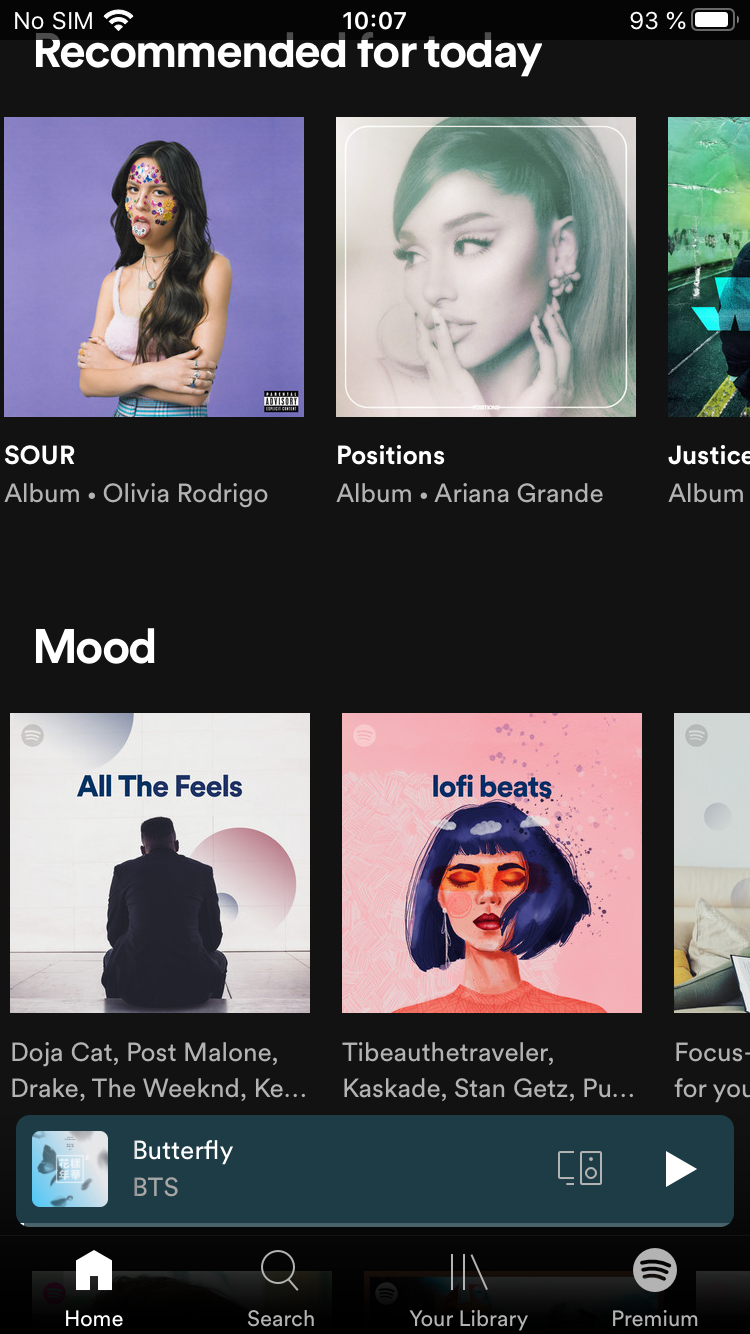 No SIM 10:07 93 %
Recommended for today
PARENTAL
ADVISORY
EXPLICIT CONTENT
SOUR Positions Justice
Album • Olivia Rodrigo Album • Ariana Grande Album
Mood
All The Feels lofi beats
Doja Cat, Post Malone, Tibeauthetraveler, Focus-
Drake, The Weeknd, Ke... Kaskade, Stan Getz, Pu... for you
Butterfly
BTS
Home Search Your Library Premium